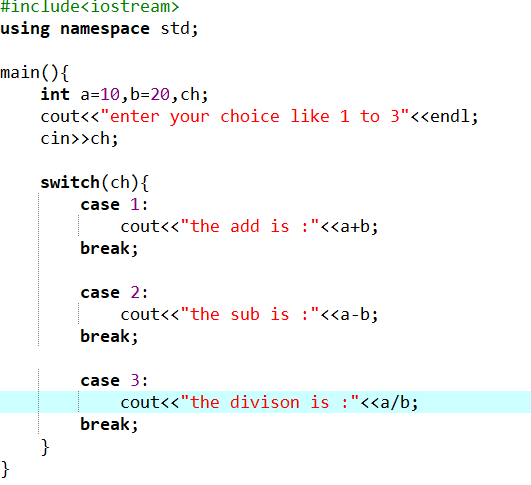 #include<iostream>
using namespace std;
main(){
int a=10,b=20,ch;
cout<<"enter your choice like 1 to 3"<<endl;
cin>>ch;
switch(ch){
case 1:
cout<<"the add is :"<<a+b;
break;
case 2:
cout<<"the sub is :"<<a-b;
break;
case 3:
cout<<"the divison is :"<<a/b;
break;
}
}